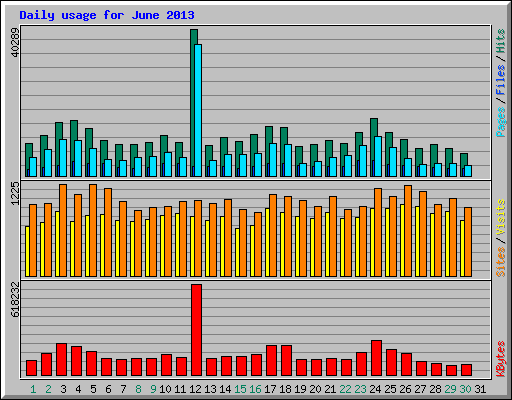 Daily usage for June 2013
40289
Pages / Files / Hits
1225
Sites / Visits
618232
KBytes
1 2 3 4 5 6 7 8 9 10 11 12 13 14 15 16 17 18 19 20 21 22 23 24 25 26 27 28 29 30 31